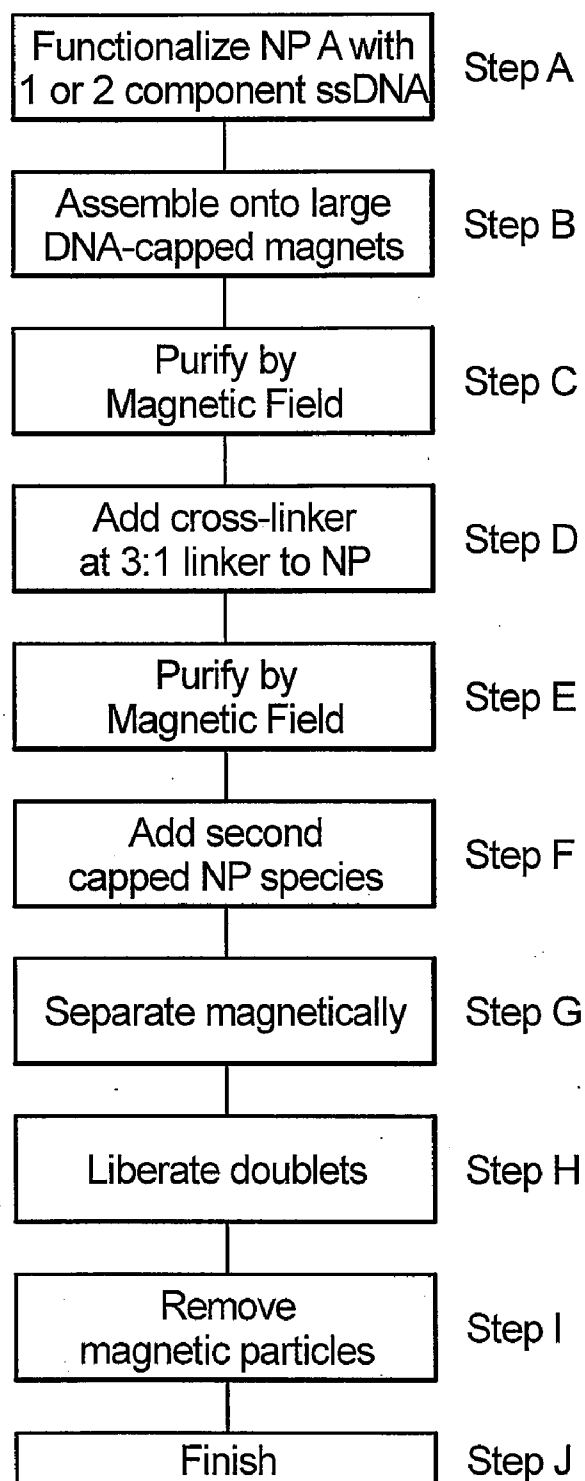 Functionalize NP A with
1 or 2 component ssDNA
Step A
Assemble onto large
DNA-capped magnets
Step B
Purify by
Magnetic Field
Step C
Add cross-linker
at 3:1 linker to NP
Step D
Purify by
Magnetic Field
Step E
Add second
capped NP species
Step F
Separate magnetically
Step G
Liberate doublets
Step H
Remove
magnetic particles
Step I
Finish
Step J